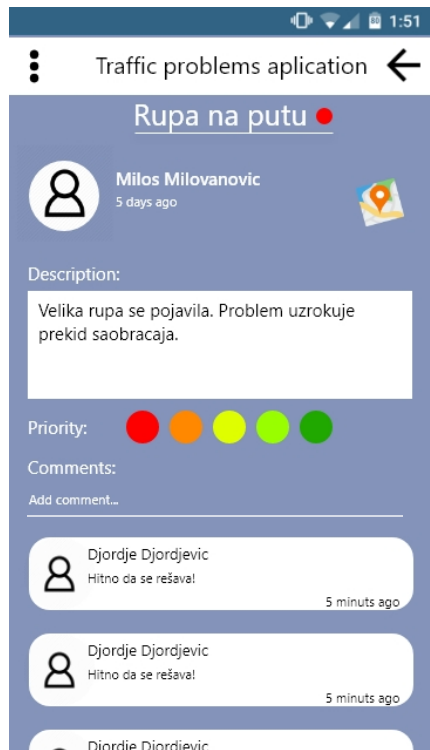 1:51
Traffic problems aplication
Rupa na putu
Milos Milovanovic
5 days ago
Description:
Velika rupa se pojavila. Problem uzrokuje
prekid saobracaja.
Priority:
Comments:
Add comment...
Djordje Djordjevic
Hitno da se rešava!
5 minuts ago
Djordje Djordjevic
Hitno da se rešava!
5 minuts ago
Djordje Djordjevic